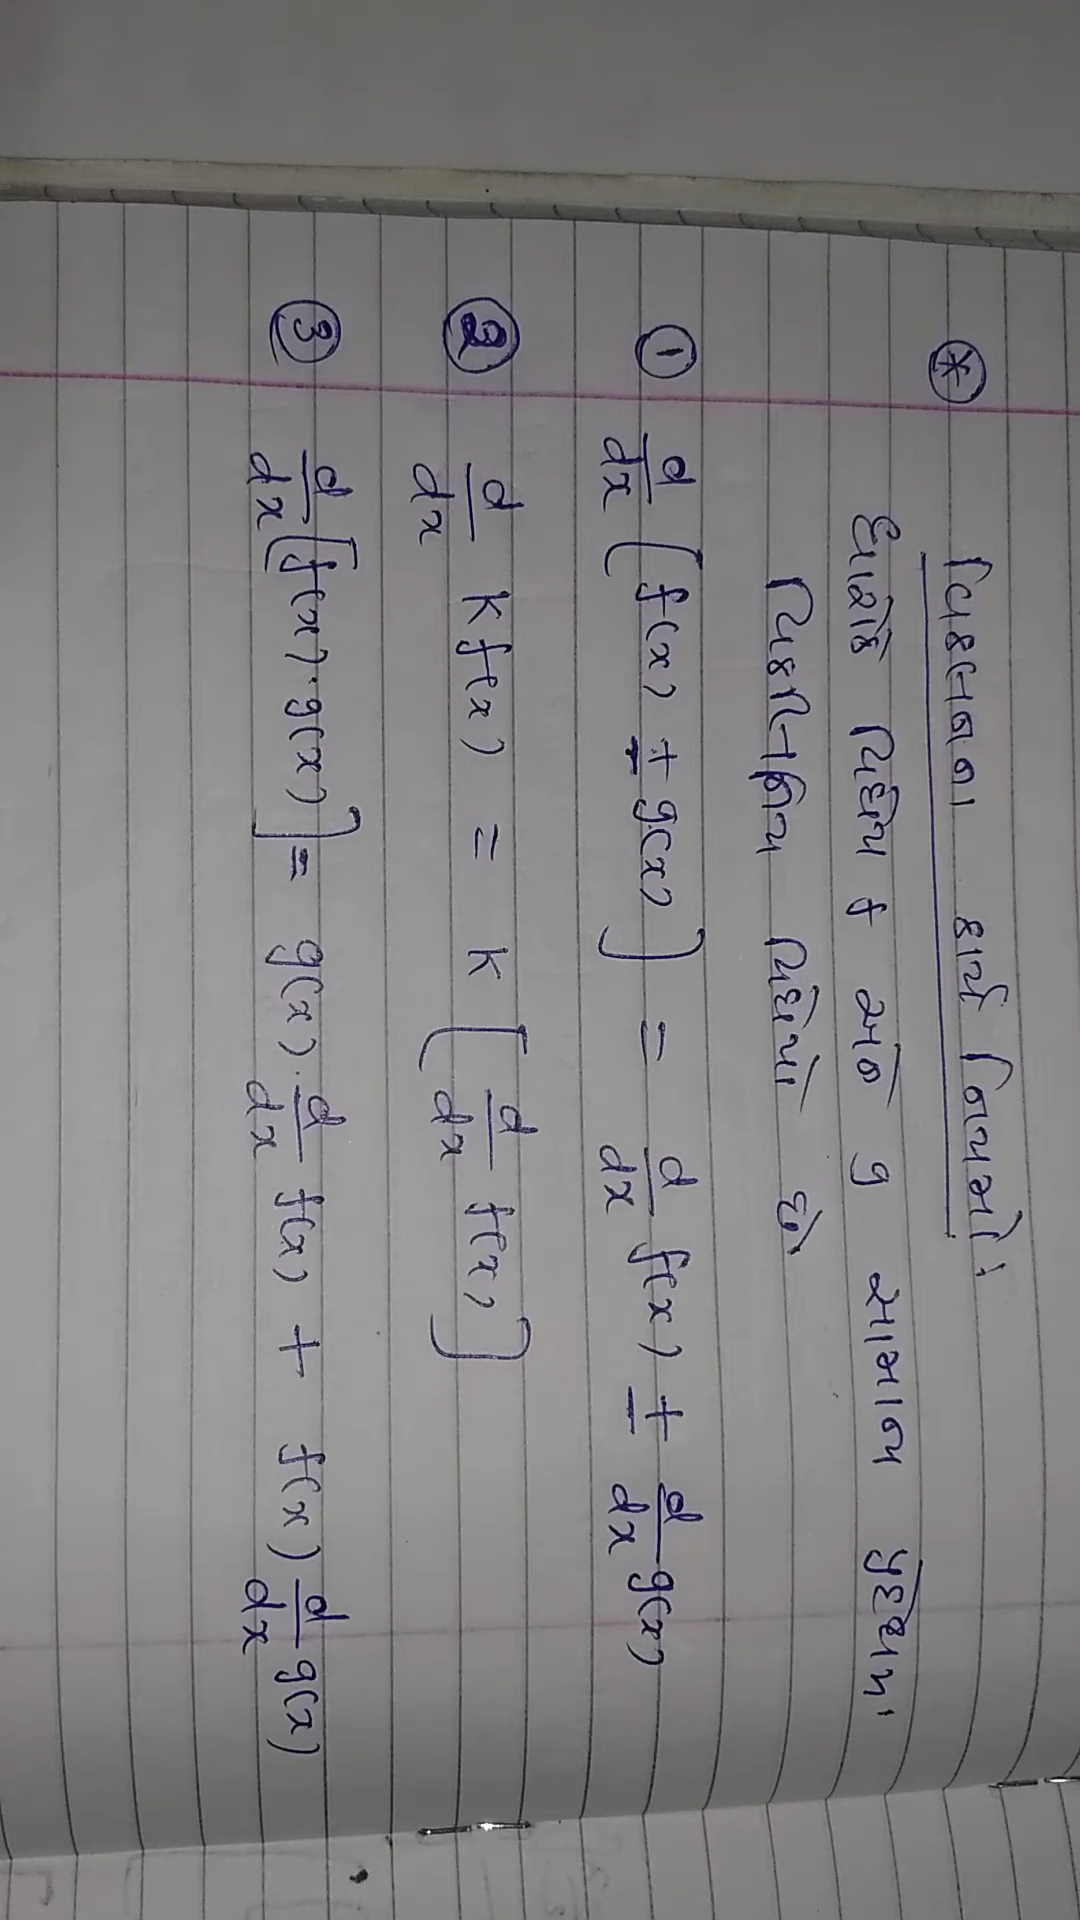 * વિકલનના કાર્ય નિયમો :
ધારોકે વિધેય f અને g સામાન્ય પ્રદેશમાં
વિકલનીય વિધેયો છે.
① d/dx [f(x) ± g(x)] = d/dx f(x) ± d/dx g(x)
② d/dx k f(x) = k [d/dx f(x)]
③ d/dx [f(x) · g(x)] = g(x) · d/dx f(x) + f(x) d/dx g(x)